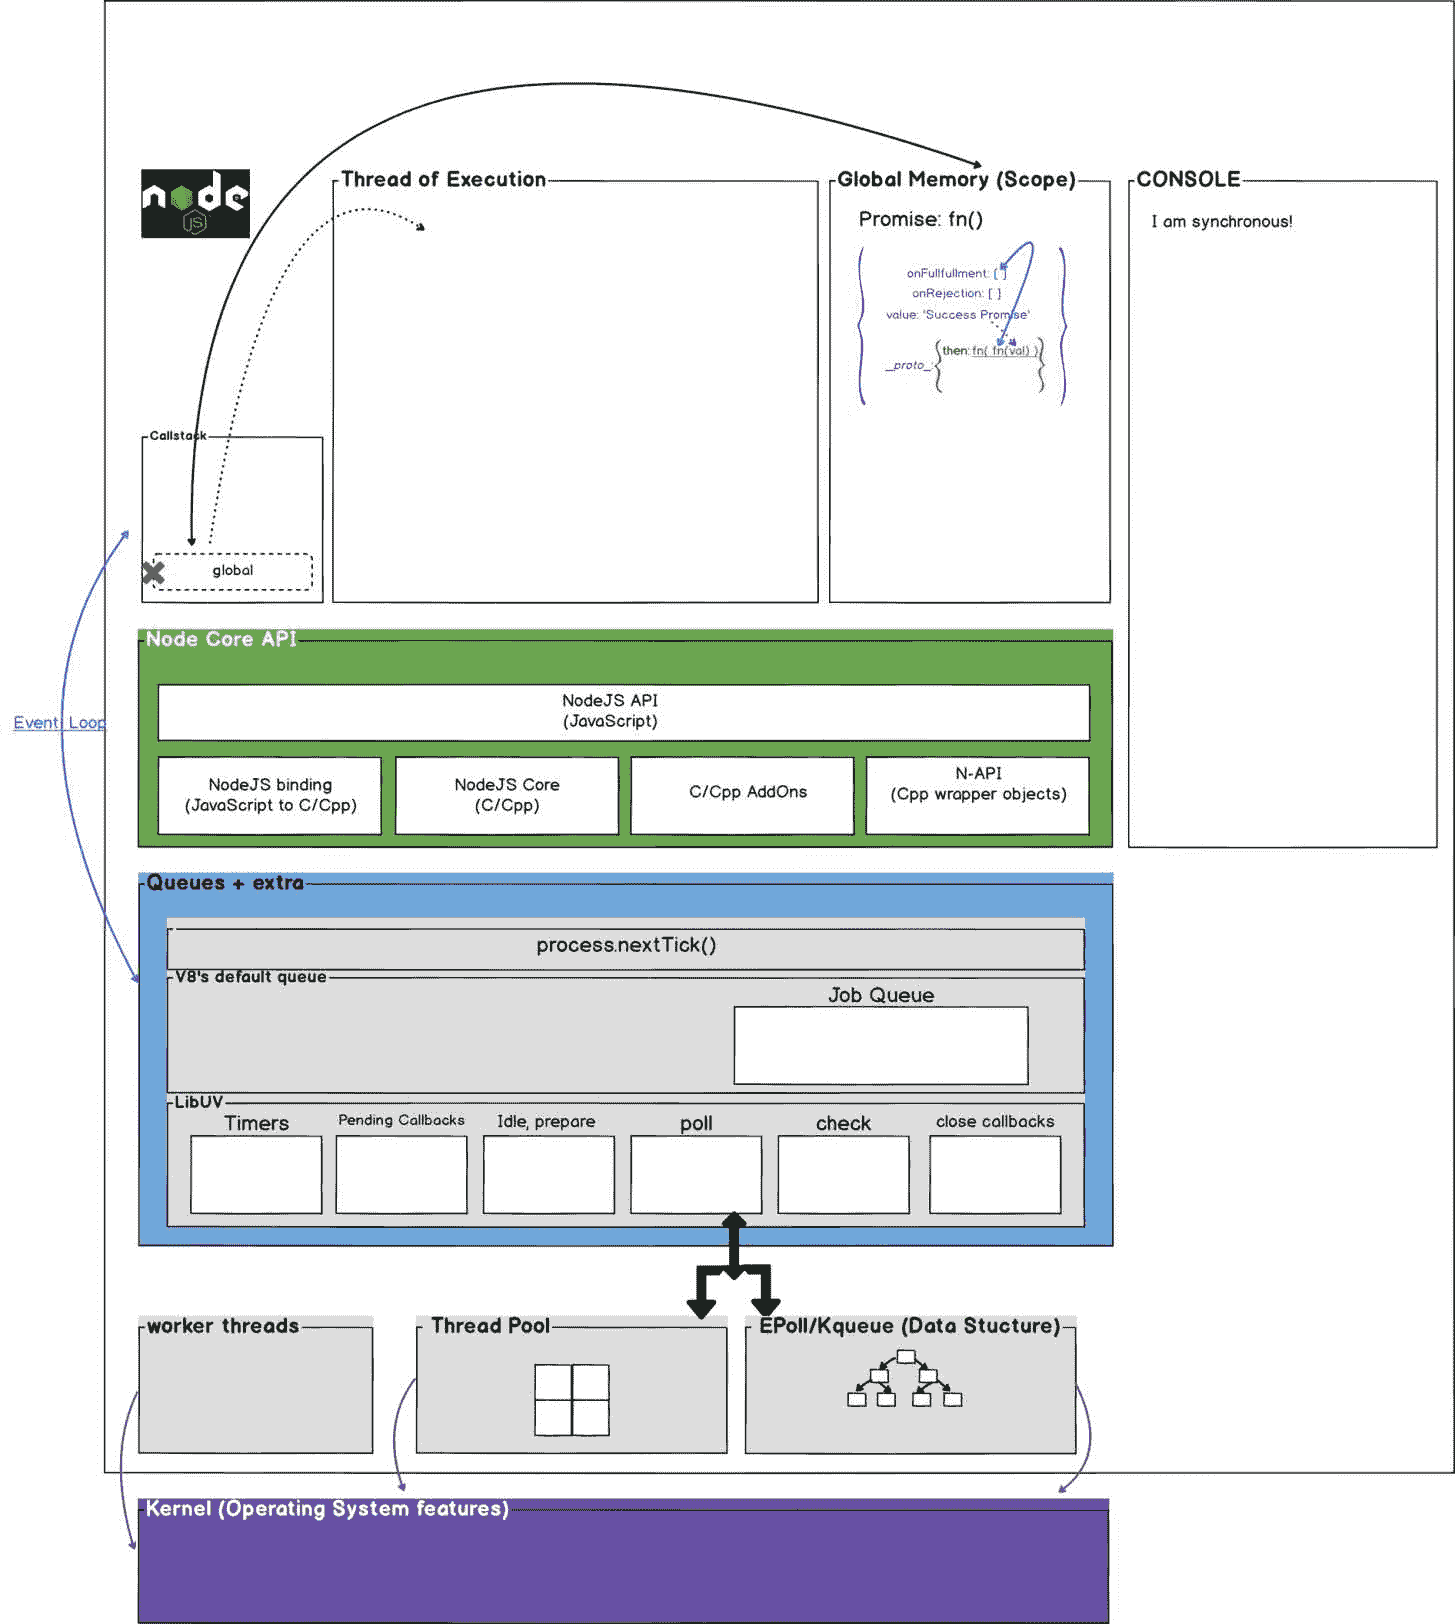 node
JS
Thread of Execution
Global Memory (Scope)
CONSOLE
Promise: fn()
I am synchronous!
onFullfullment: [ ]
onRejection: [ ]
value: 'Success Promise'
then: fn( fn(val) )
_proto_:
Callstack
global
Node Core API
NodeJS API
(JavaScript)
Event Loop
NodeJS binding
(JavaScript to C/Cpp)
NodeJS Core
(C/Cpp)
C/Cpp AddOns
N-API
(Cpp wrapper objects)
Queues + extra
process.nextTick()
V8's default queue
Job Queue
LibUV
Timers
Pending Callbacks
Idle, prepare
poll
check
close callbacks
worker threads
Thread Pool
EPoll/Kqueue (Data Stucture)
Kernel (Operating System features)